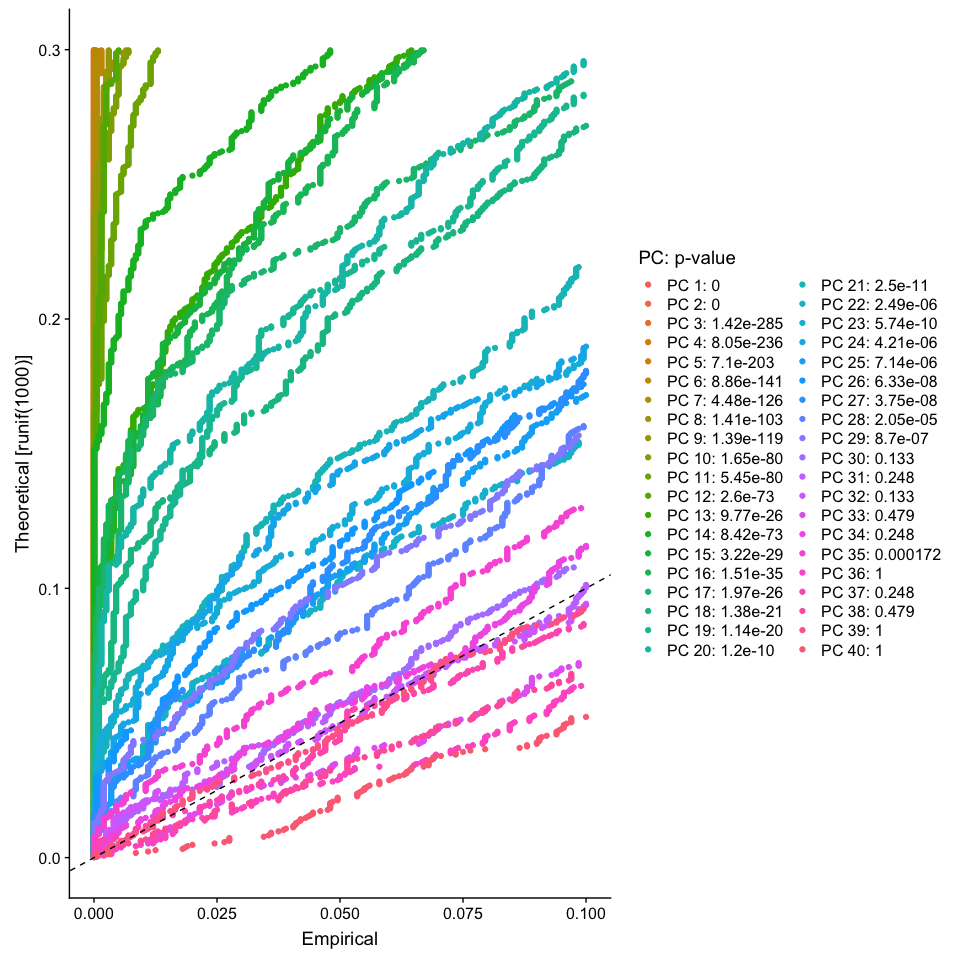 0.3
0.2
0.1
0.0
Theoretical [runif(1000)]
0.000
0.025
0.050
0.075
0.100
Empirical
PC: p-value
PC 1: 0
PC 2: 0
PC 3: 1.42e-285
PC 4: 8.05e-236
PC 5: 7.1e-203
PC 6: 8.86e-141
PC 7: 4.48e-126
PC 8: 1.41e-103
PC 9: 1.39e-119
PC 10: 1.65e-80
PC 11: 5.45e-80
PC 12: 2.6e-73
PC 13: 9.77e-26
PC 14: 8.42e-73
PC 15: 3.22e-29
PC 16: 1.51e-35
PC 17: 1.97e-26
PC 18: 1.38e-21
PC 19: 1.14e-20
PC 20: 1.2e-10
PC 21: 2.5e-11
PC 22: 2.49e-06
PC 23: 5.74e-10
PC 24: 4.21e-06
PC 25: 7.14e-06
PC 26: 6.33e-08
PC 27: 3.75e-08
PC 28: 2.05e-05
PC 29: 8.7e-07
PC 30: 0.133
PC 31: 0.248
PC 32: 0.133
PC 33: 0.479
PC 34: 0.248
PC 35: 0.000172
PC 36: 1
PC 37: 0.248
PC 38: 0.479
PC 39: 1
PC 40: 1